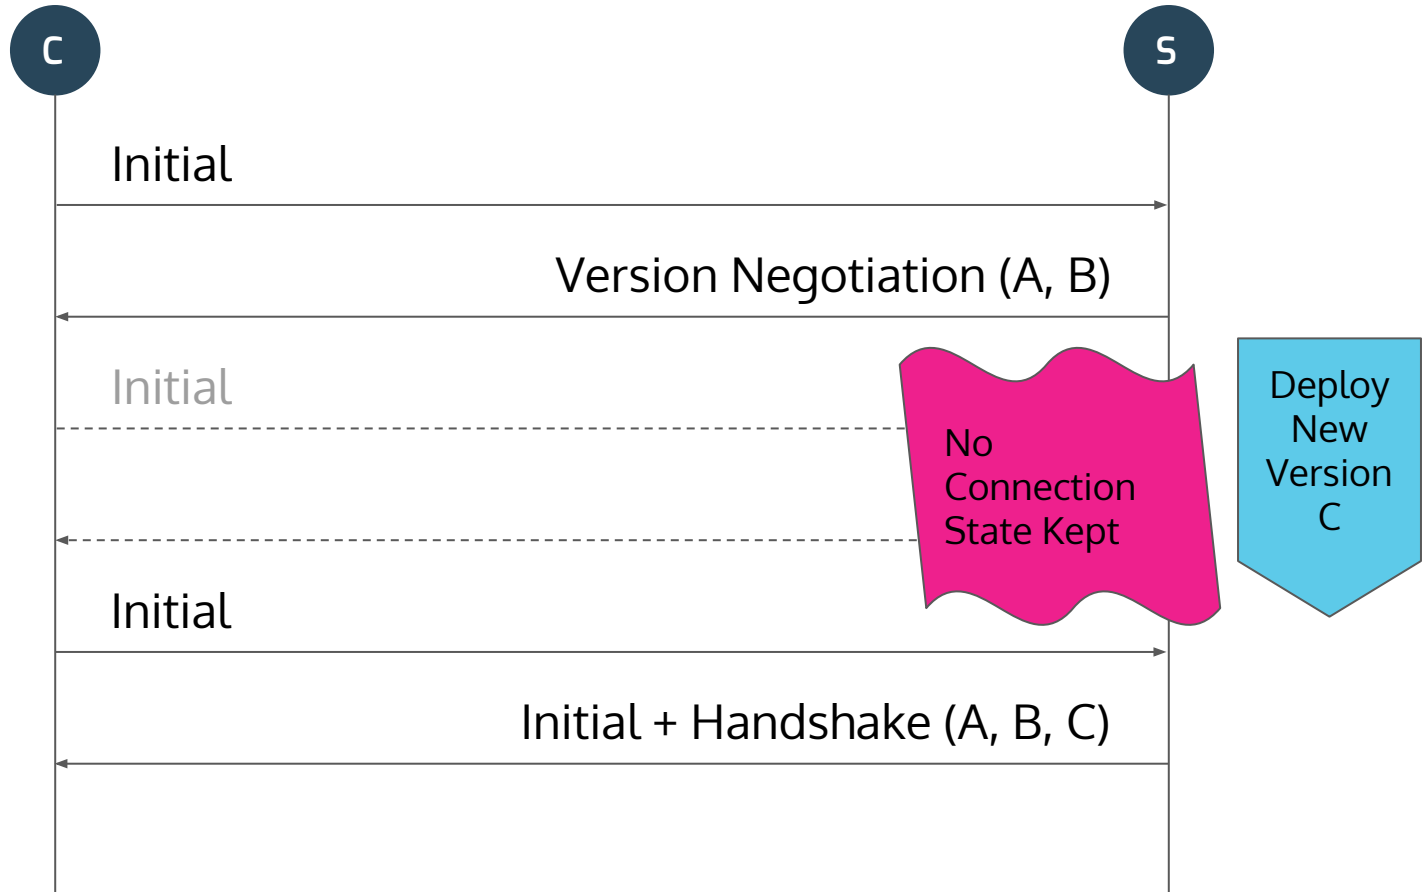 C
S
Initial
Version Negotiation (A, B)
Initial
Deploy
New
Version
C
No
Connection
State Kept
Initial
Initial + Handshake (A, B, C)